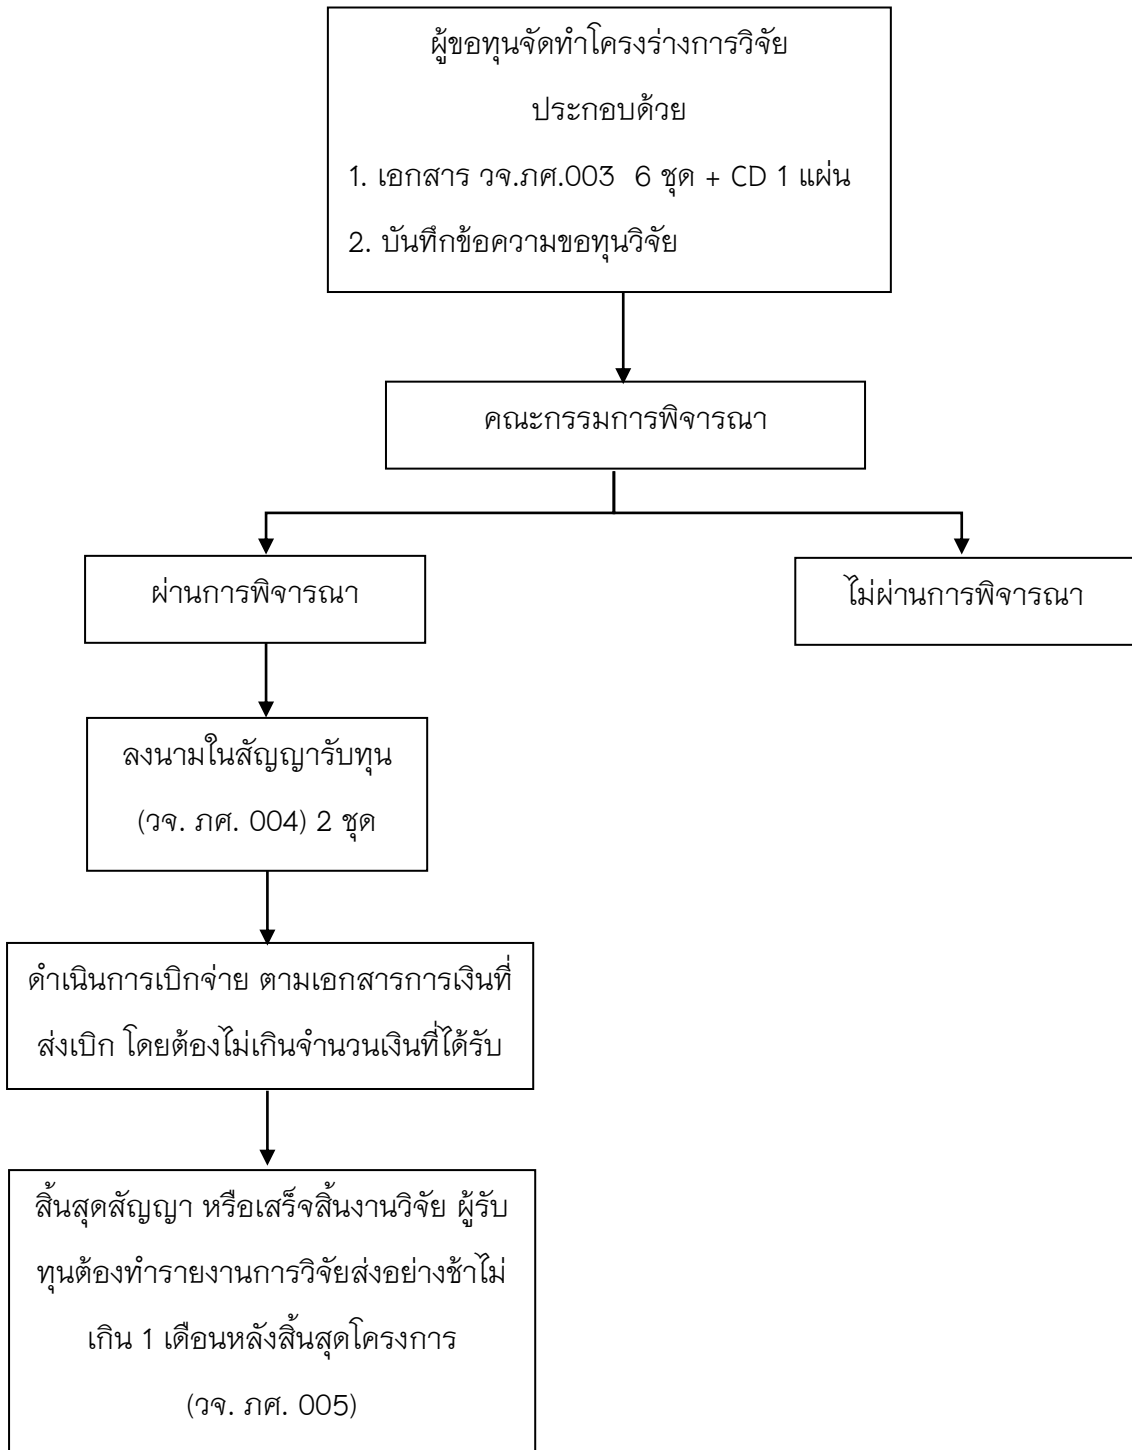 ผู้ขอทุนจัดทำโครงร่างการวิจัย
ประกอบด้วย
1. เอกสาร วจ.ภศ.003 6 ชุด + CD 1 แผ่น
2. บันทึกข้อความขอทุนวิจัย
คณะกรรมการพิจารณา
ผ่านการพิจารณา
ไม่ผ่านการพิจารณา
ลงนามในสัญญารับทุน
(วจ. ภศ. 004) 2 ชุด
ดำเนินการเบิกจ่าย ตามเอกสารการเงินที่
ส่งเบิก โดยต้องไม่เกินจำนวนเงินที่ได้รับ
สิ้นสุดสัญญา หรือเสร็จสิ้นงานวิจัย ผู้รับ
ทุนต้องทำรายงานการวิจัยส่งอย่างช้าไม่
เกิน 1 เดือนหลังสิ้นสุดโครงการ
(วจ. ภศ. 005)